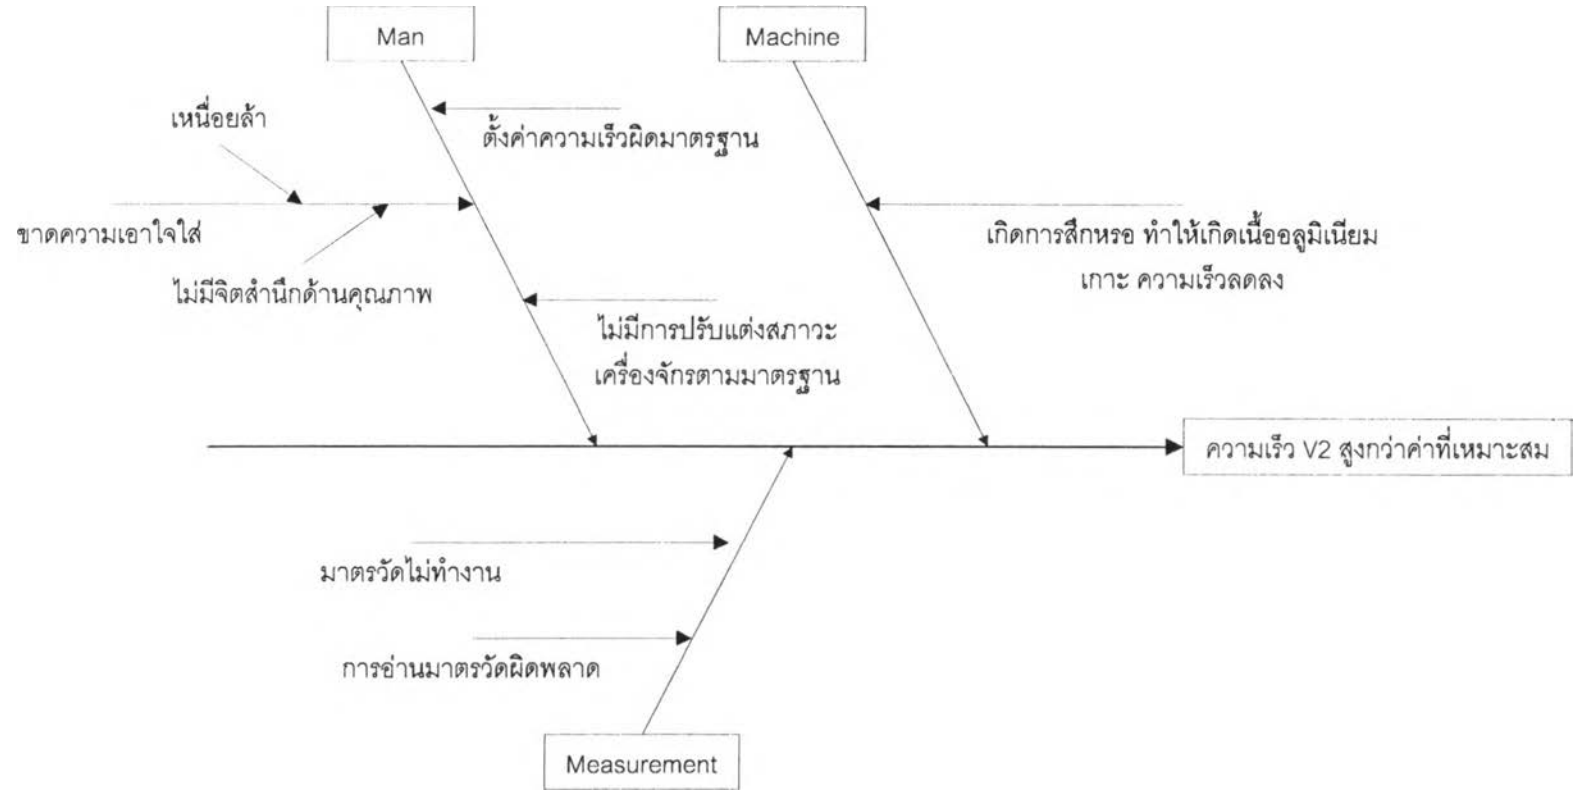 Man
Machine
เหนื่อยล้า
ตั้งค่าความเร็วผิดมาตรฐาน
ขาดความเอาใจใส่
เกิดการสึกหรอ ทำให้เกิดเนื้ออลูมิเนียม
เกาะ ความเร็วลดลง
ไม่มีจิตสำนึกด้านคุณภาพ
ไม่มีการปรับแต่งสภาวะ
เครื่องจักรตามมาตรฐาน
ความเร็ว V2 สูงกว่าค่าที่เหมาะสม
มาตรวัดไม่ทำงาน
การอ่านมาตรวัดผิดพลาด
Measurement